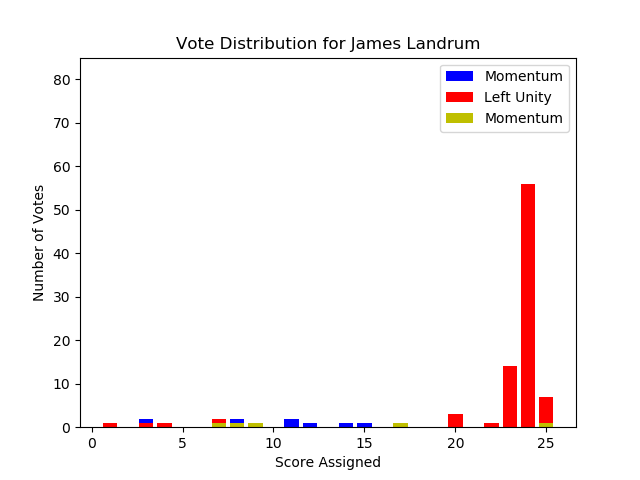 Vote Distribution for James Landrum
Momentum
Left Unity
Momentum
80
70
60
50
40
30
20
10
0
Number of Votes
0 5 10 15 20 25
Score Assigned